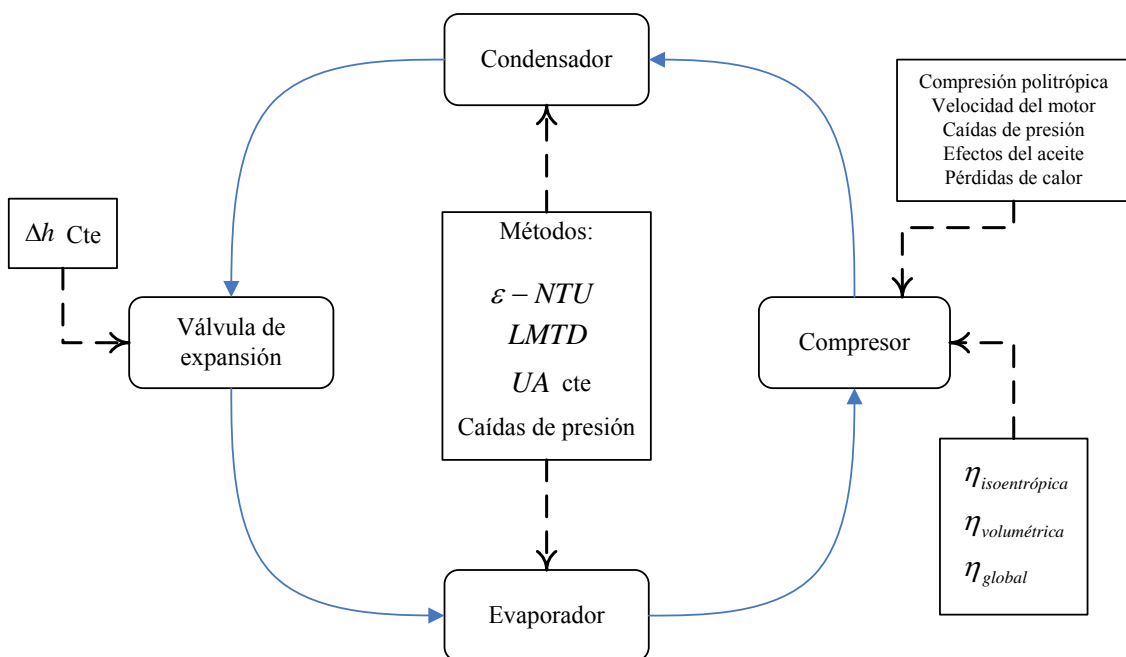 Condensador
Compresión politrópica
Velocidad del motor
Caídas de presión
Efectos del aceite
Pérdidas de calor
Δh Cte
Métodos:
ε − NTU
LMTD
UA cte
Caídas de presión
Válvula de
expansión
Compresor
η isoentrópica
η volumétrica
η global
Evaporador